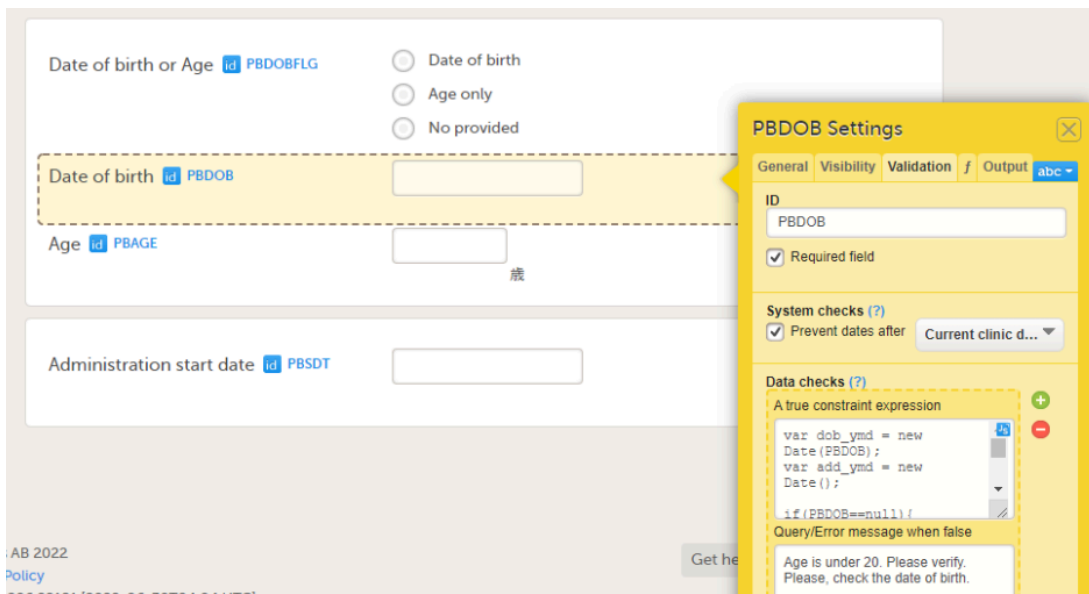 Date of birth or Age id PBDOBFLG
Date of birth
Age only
No provided
Date of birth id PBDOB
Age id PBAGE
歳
Administration start date id PBSDT
AB 2022
Policy
Get he
PBDOB Settings
General Visibility Validation f Output abc
ID
PBDOB
Required field
System checks (?)
Prevent dates after Current clinic d...
Data checks (?)
A true constraint expression
var dob_ymd = new
Date(PBDOB);
var add_ymd = new
Date();
if(PBDOB==null){
JS
Query/Error message when false
Age is under 20. Please verify.
Please, check the date of birth.